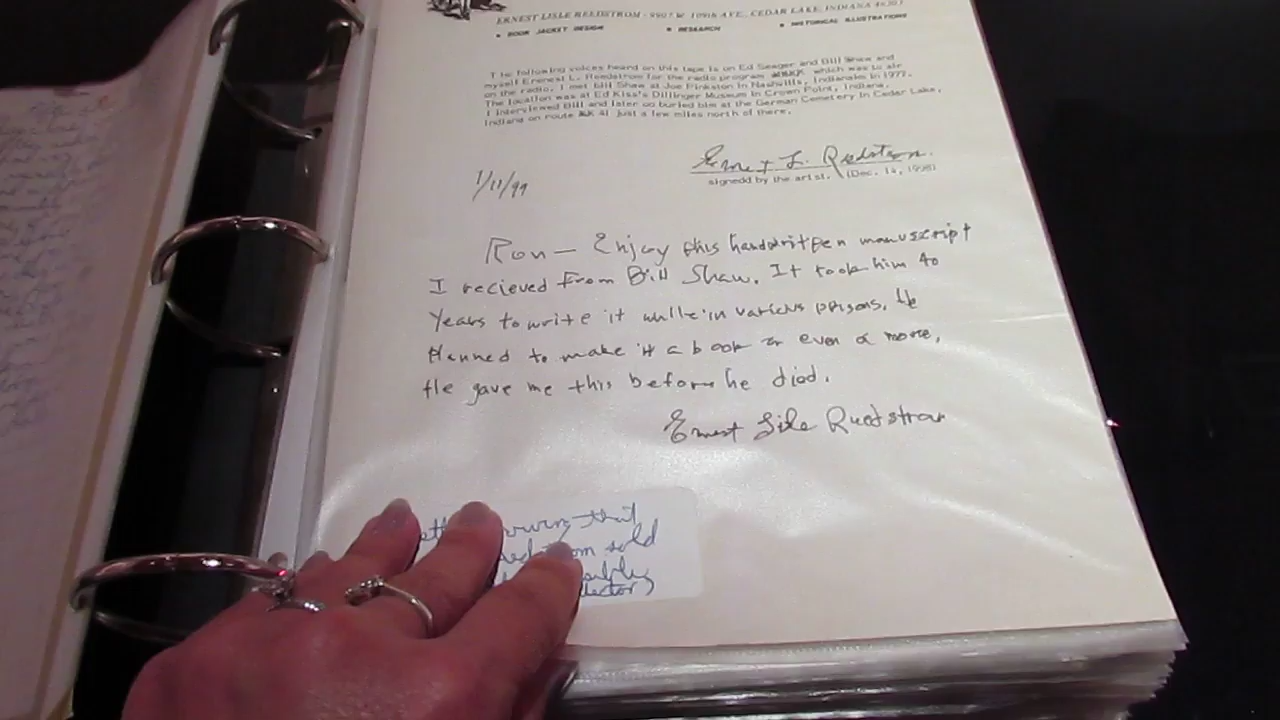 ERNEST LISLE REEDSTROM - 9907 W. 109th AVE., CEDAR LAKE, INDIANA 46303
• BOOK JACKET DESIGN • RESEARCH • HISTORICAL ILLUSTRATIONS
The following voices heard on this tape is on Ed Seager and Bill Shaw and
myself Ernerest L. Reedstrom for the radio program which was to air
on the radio. I met bill Shaw at Joe Pinkston in Nashville, Indiana in 1977.
The location was at Ed Kiss's Dillinger Museum in Crown Point, Indiana.
I interviewed Bill and later on buried him at the German Cemetery in Cedar Lake,
Indiana on route 41 just a few miles north of there.
Ernest L. Reedstrom.
signedd by the artist. (Dec. 14, 1998)
1/11/99
Ron — Enjoy this handwritten manuscript
I recieved From Bill Shaw. It took him to
Years to write it while in various prisons. He
planned to make it a book or even a movie.
He gave me this before he died.
Ernest Lisle Reedstrom
that
sold